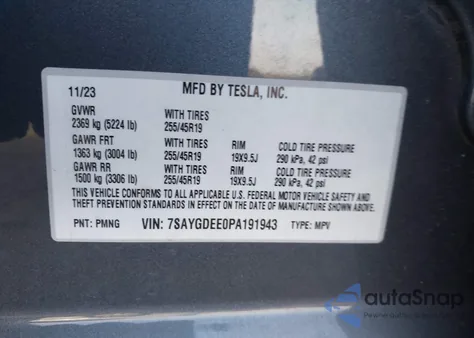 11/23 MFD BY TESLA, INC.
GVWR WITH TIRES
2369 kg (5224 lb) 255/45R19
GAWR FRT WITH TIRES RIM COLD TIRE PRESSURE
1363 kg (3004 lb) 255/45R19 19X9.5J 290 kPa, 42 psi
GAWR RR WITH TIRES RIM COLD TIRE PRESSURE
1500 kg (3306 lb) 255/45R19 19X9.5J 290 kPa, 42 psi
THIS VEHICLE CONFORMS TO ALL APPLICABLE U.S. FEDERAL MOTOR VEHICLE SAFETY AND
THEFT PREVENTION STANDARDS IN EFFECT ON THE DATE OF MANUFACTURE SHOWN ABOVE.
PNT: PMNG VIN: 7SAYGDEE0PA191943 TYPE: MPV
autoSnap